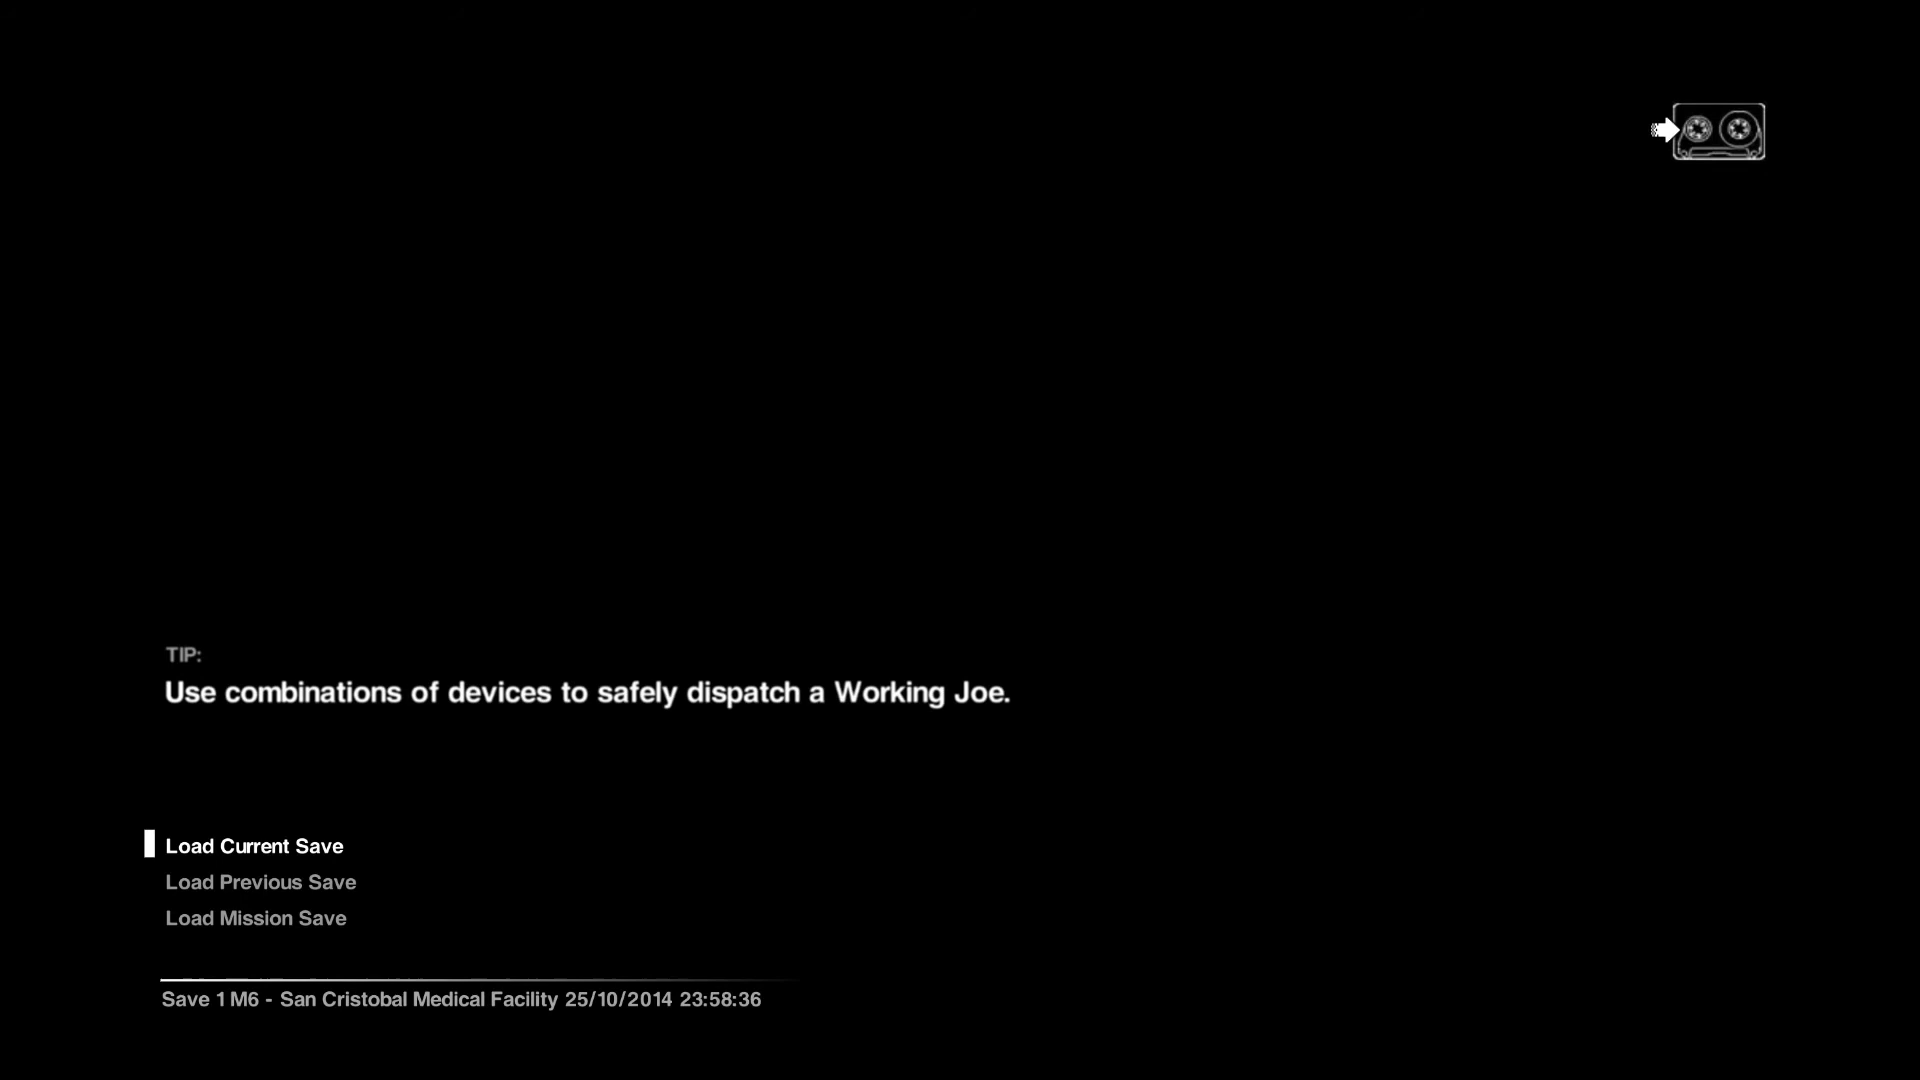 TIP:
Use combinations of devices to safely dispatch a Working Joe.
Load Current Save
Load Previous Save
Load Mission Save
Save 1 M6 - San Cristobal Medical Facility 25/10/2014 23:58:36